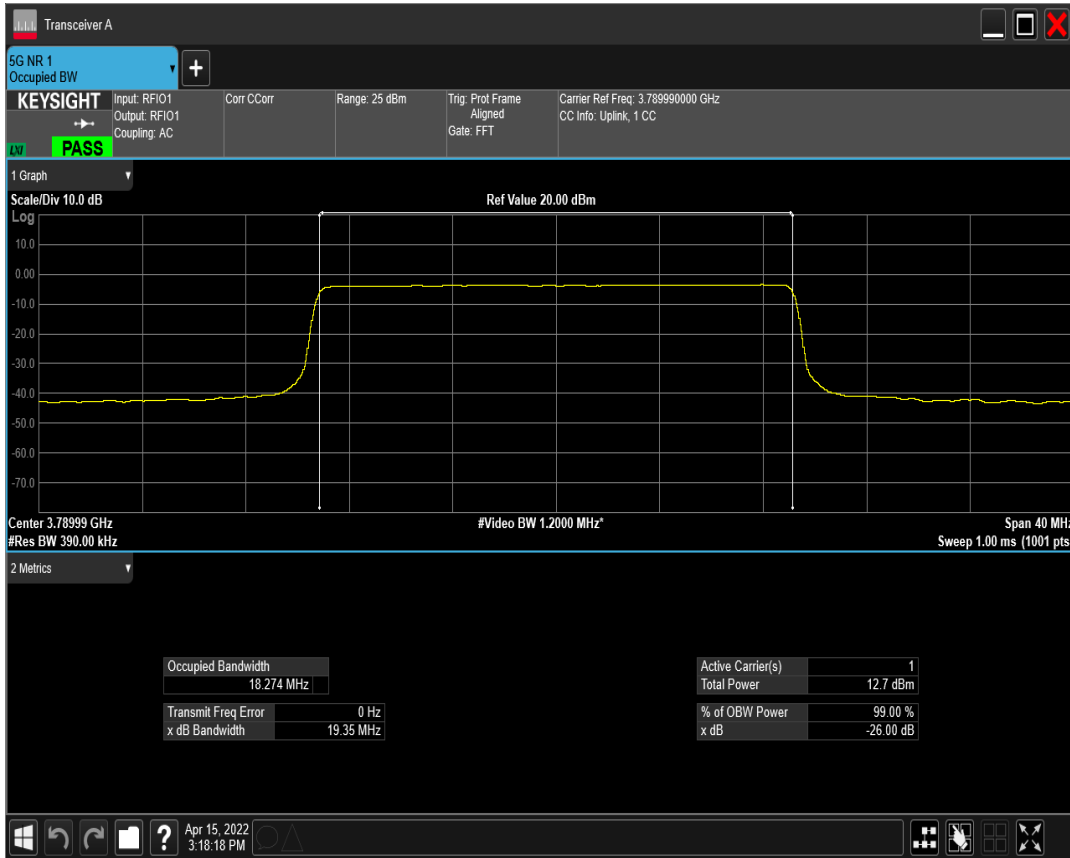 Transceiver A
5G NR 1
Occupied BW
+
KEYSIGHT
Input: RFIO1
Output: RFIO1
Coupling: AC
Corr CCorr
Range: 25 dBm
Trig: Prot Frame
Aligned
Gate: FFT
Carrier Ref Freq: 3.789990000 GHz
CC Info: Uplink, 1 CC
LXI
PASS
1 Graph
Scale/Div 10.0 dB
Ref Value 20.00 dBm
Log
10.0
0.00
-10.0
-20.0
-30.0
-40.0
-50.0
-60.0
-70.0
Center 3.78999 GHz
#Video BW 1.2000 MHz*
Span 40 MHz
#Res BW 390.00 kHz
Sweep 1.00 ms (1001 pts
2 Metrics
Occupied Bandwidth
18.274 MHz
Transmit Freq Error 0 Hz
x dB Bandwidth 19.35 MHz
Active Carrier(s) 1
Total Power 12.7 dBm
% of OBW Power 99.00 %
x dB -26.00 dB
?
Apr 15, 2022
3:18:18 PM